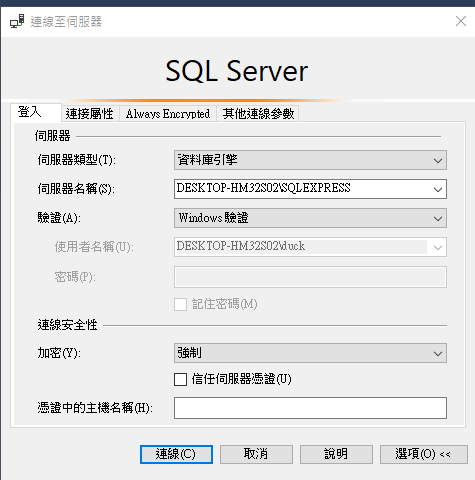 連線至伺服器
SQL Server
登入 連接屬性 Always Encrypted 其他連線參數
伺服器
伺服器類型(T): 資料庫引擎
伺服器名稱(S): DESKTOP-HM32S02\SQLEXPRESS
驗證(A): Windows 驗證
使用者名稱(U): DESKTOP-HM32S02\duck
密碼(P):
記住密碼(M)
連線安全性
加密(Y): 強制
信任伺服器憑證(U)
憑證中的主機名稱(H):
連線(C) 取消 說明 選項(O) <<